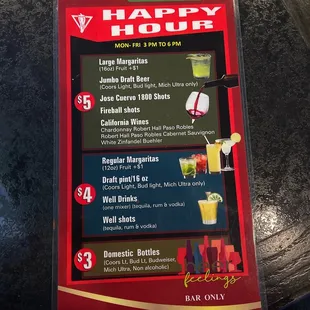 HAPPY
HOUR
MON- FRI 3 PM TO 6 PM
$5
Large Margaritas
(16oz) Fruit +$1
Jumbo Draft Beer
(Coors Light, Bud light, Mich Ultra only)
Jose Cuervo 1800 Shots
Fireball shots
California Wines
Chardonnay Robert Hall Paso Robles
Robert Hall Paso Robles Cabernet Sauvignon
White Zinfandel Buehler
$4
Regular Margaritas
(12oz) Fruit +$1
Draft pint/16 oz
(Coors Light, Bud light, Mich Ultra only)
Well Drinks
(one mixer) (tequila, rum & vodka)
Well shots
(tequila, rum & vodka)
$3
Domestic Bottles
(Coors Lt, Bud Lt, Budweiser,
Mich Ultra, Non alcoholic)
feelings
BAR ONLY